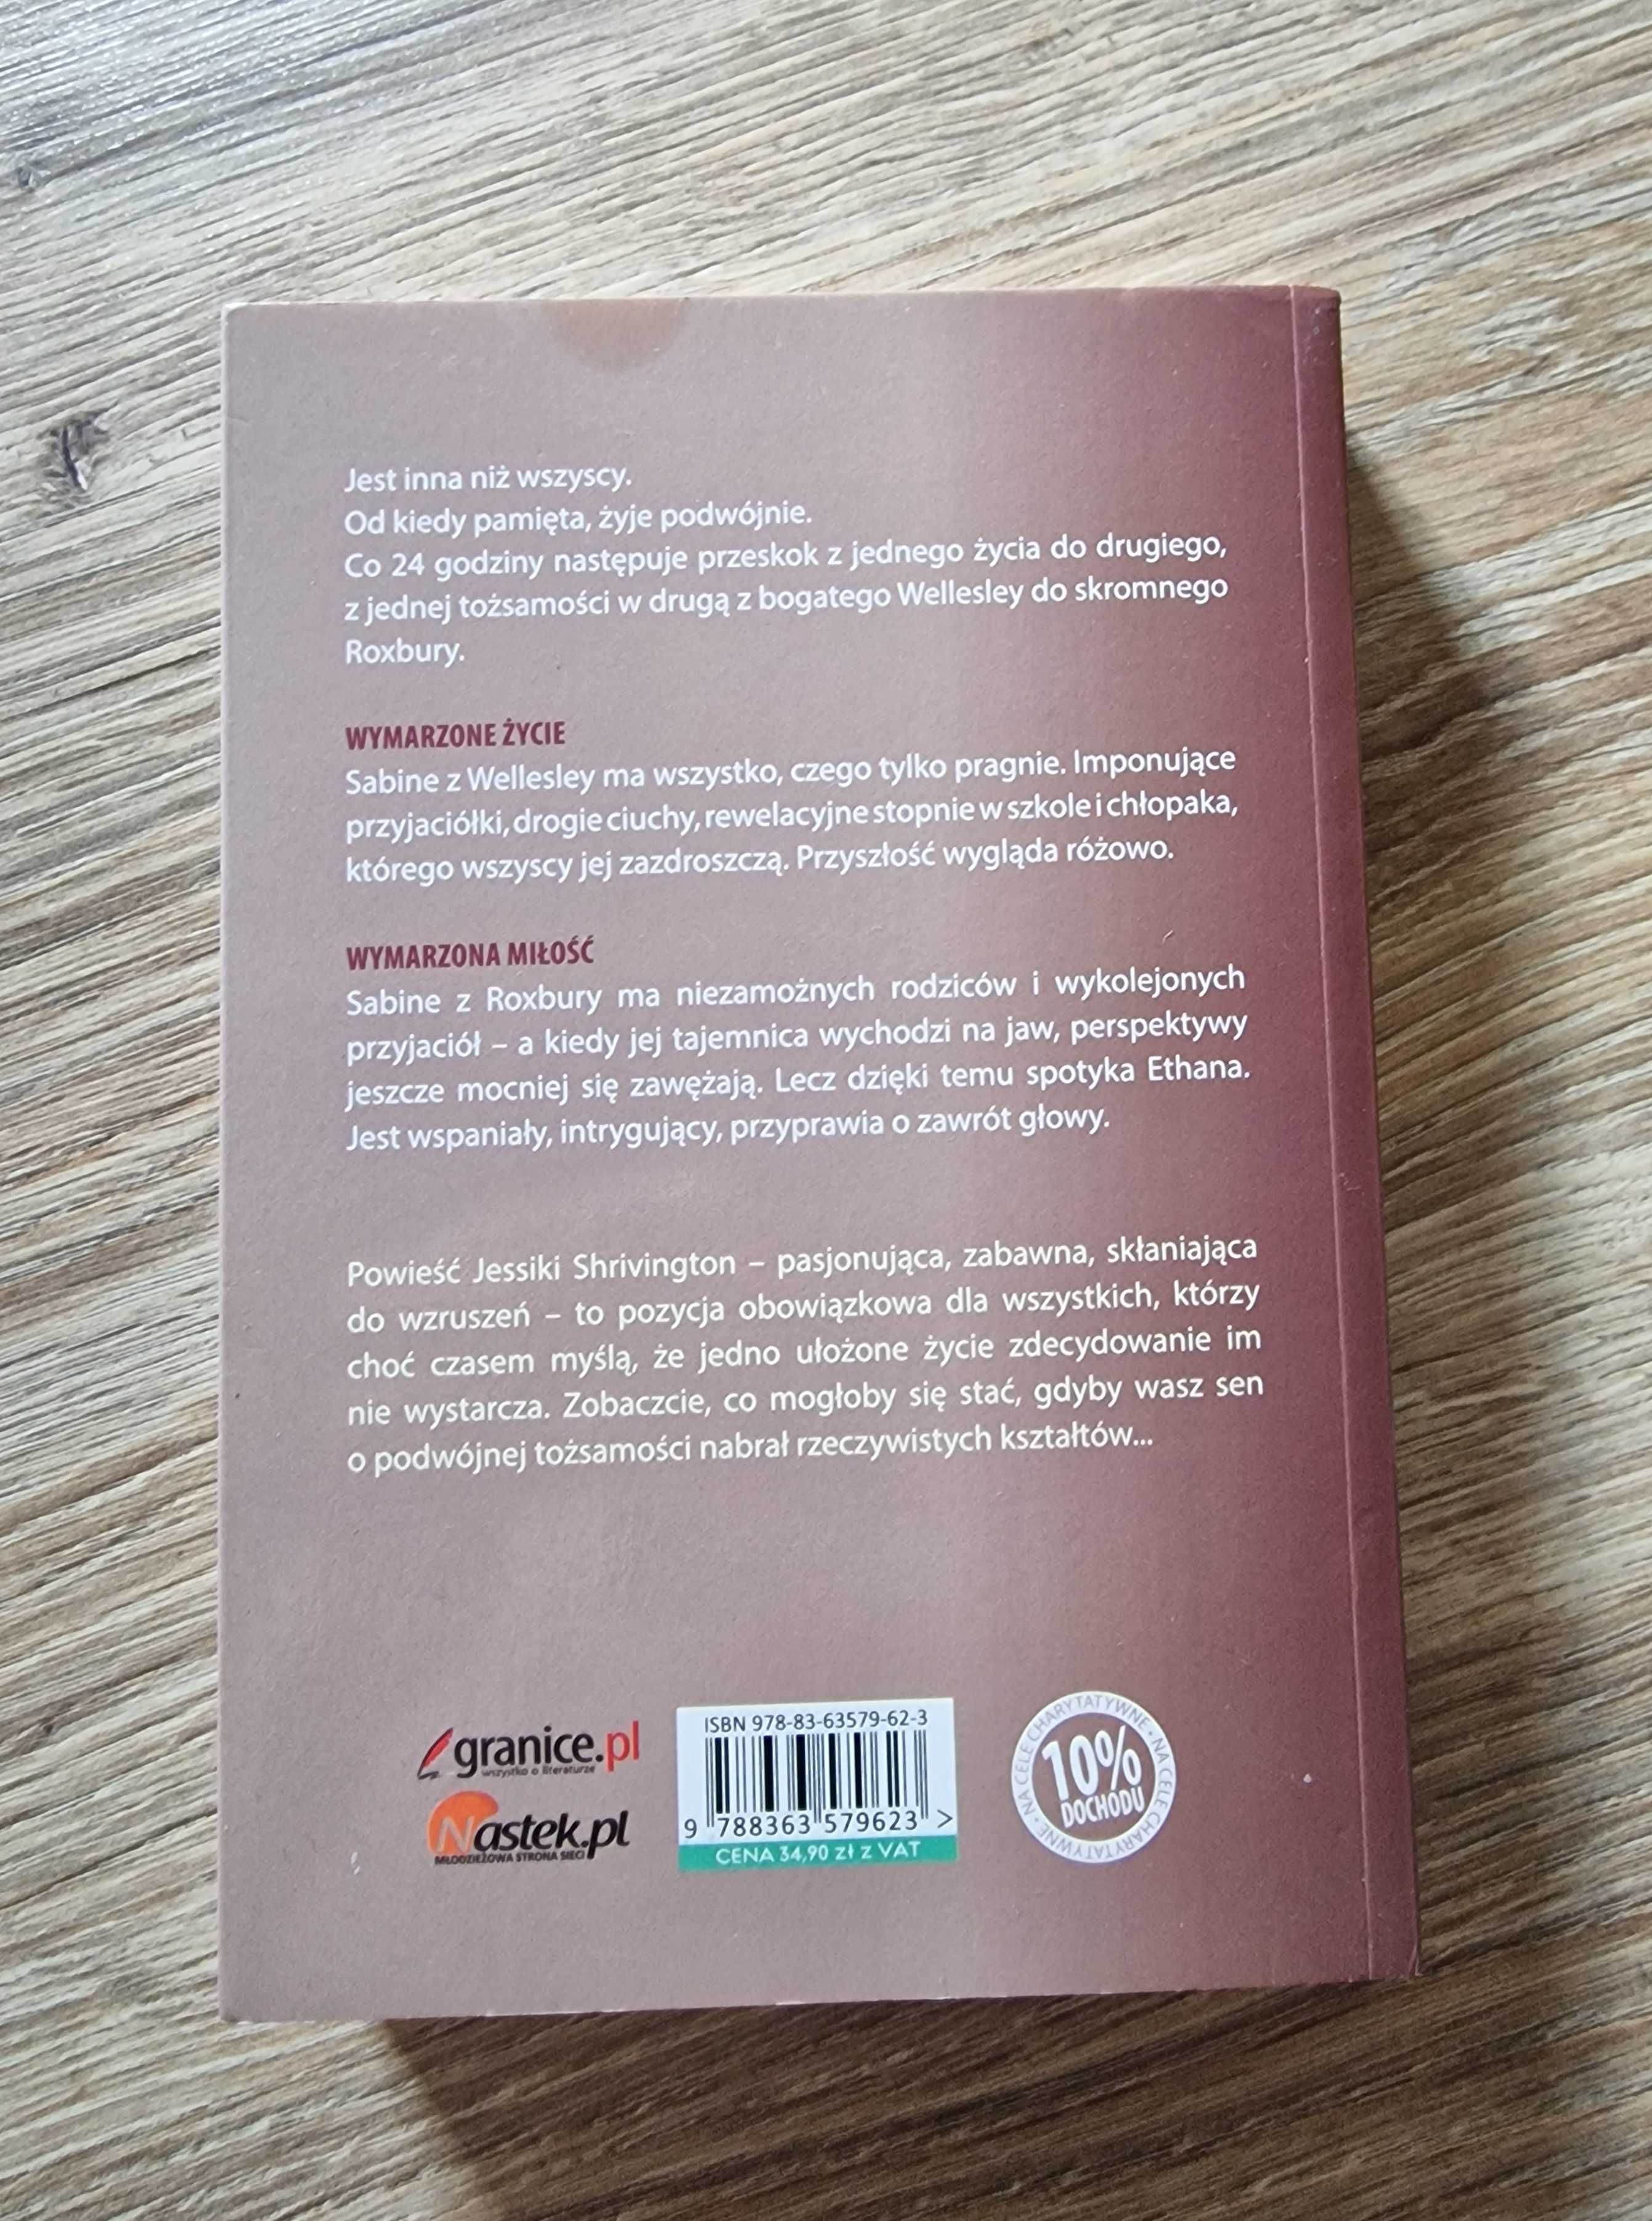 Jest inna niż wszyscy.
Od kiedy pamięta, żyje podwójnie.
Co 24 godziny następuje przeskok z jednego życia do drugiego,
z jednej tożsamości w drugą z bogatego Wellesley do skromnego
Roxbury.
WYMARZONE ŻYCIE
Sabine z Wellesley ma wszystko, czego tylko pragnie. Imponujące
przyjaciółki, drogie ciuchy, rewelacyjne stopnie w szkole i chłopaka,
którego wszyscy jej zazdroszczą. Przyszłość wygląda różowo.
WYMARZONA MIŁOŚĆ
Sabine z Roxbury ma niezamożnych rodziców i wykolejonych
przyjaciół – a kiedy jej tajemnica wychodzi na jaw, perspektywy
jeszcze mocniej się zawężają. Lecz dzięki temu spotyka Ethana.
Jest wspaniały, intrygujący, przyprawia o zawrót głowy.
Powieść Jessiki Shrivington – pasjonująca, zabawna, skłaniająca
do wzruszeń – to pozycja obowiązkowa dla wszystkich, którzy
choć czasem myślą, że jedno ułożone życie zdecydowanie im
nie wystarcza. Zobaczcie, co mogłoby się stać, gdyby wasz sen
o podwójnej tożsamości nabrał rzeczywistych kształtów...
granice.pl
wszystko o literaturze
Nastek.pl
MŁODZIEŻOWA STRONA SIECI
ISBN 978-83-63579-62-3
9 788363 579623 >
CENA 34,90 zł z VAT
NA CELE CHARYTATYWNE • NA CELE CHARYTATYWNE •
10%
DOCHODU